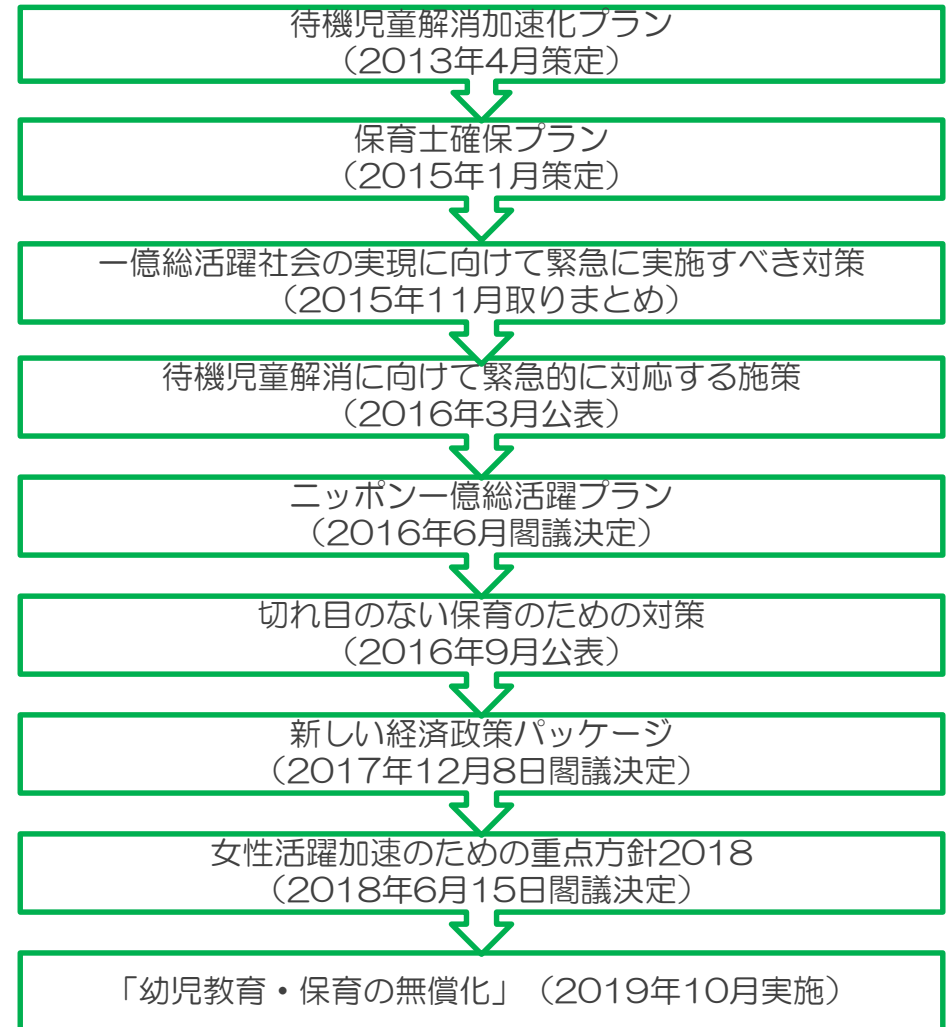 待機児童解消加速化プラン
（2013年4月策定）
保育士確保プラン
（2015年1月策定）
一億総活躍社会の実現に向けて緊急に実施すべき対策
（2015年11月取りまとめ）
待機児童解消に向けて緊急的に対応する施策
（2016年3月公表）
ニッポン一億総活躍プラン
（2016年6月閣議決定）
切れ目のない保育のための対策
（2016年9月公表）
新しい経済政策パッケージ
（2017年12月8日閣議決定）
女性活躍加速のための重点方針2018
（2018年6月15日閣議決定）
「幼児教育・保育の無償化」（2019年10月実施）